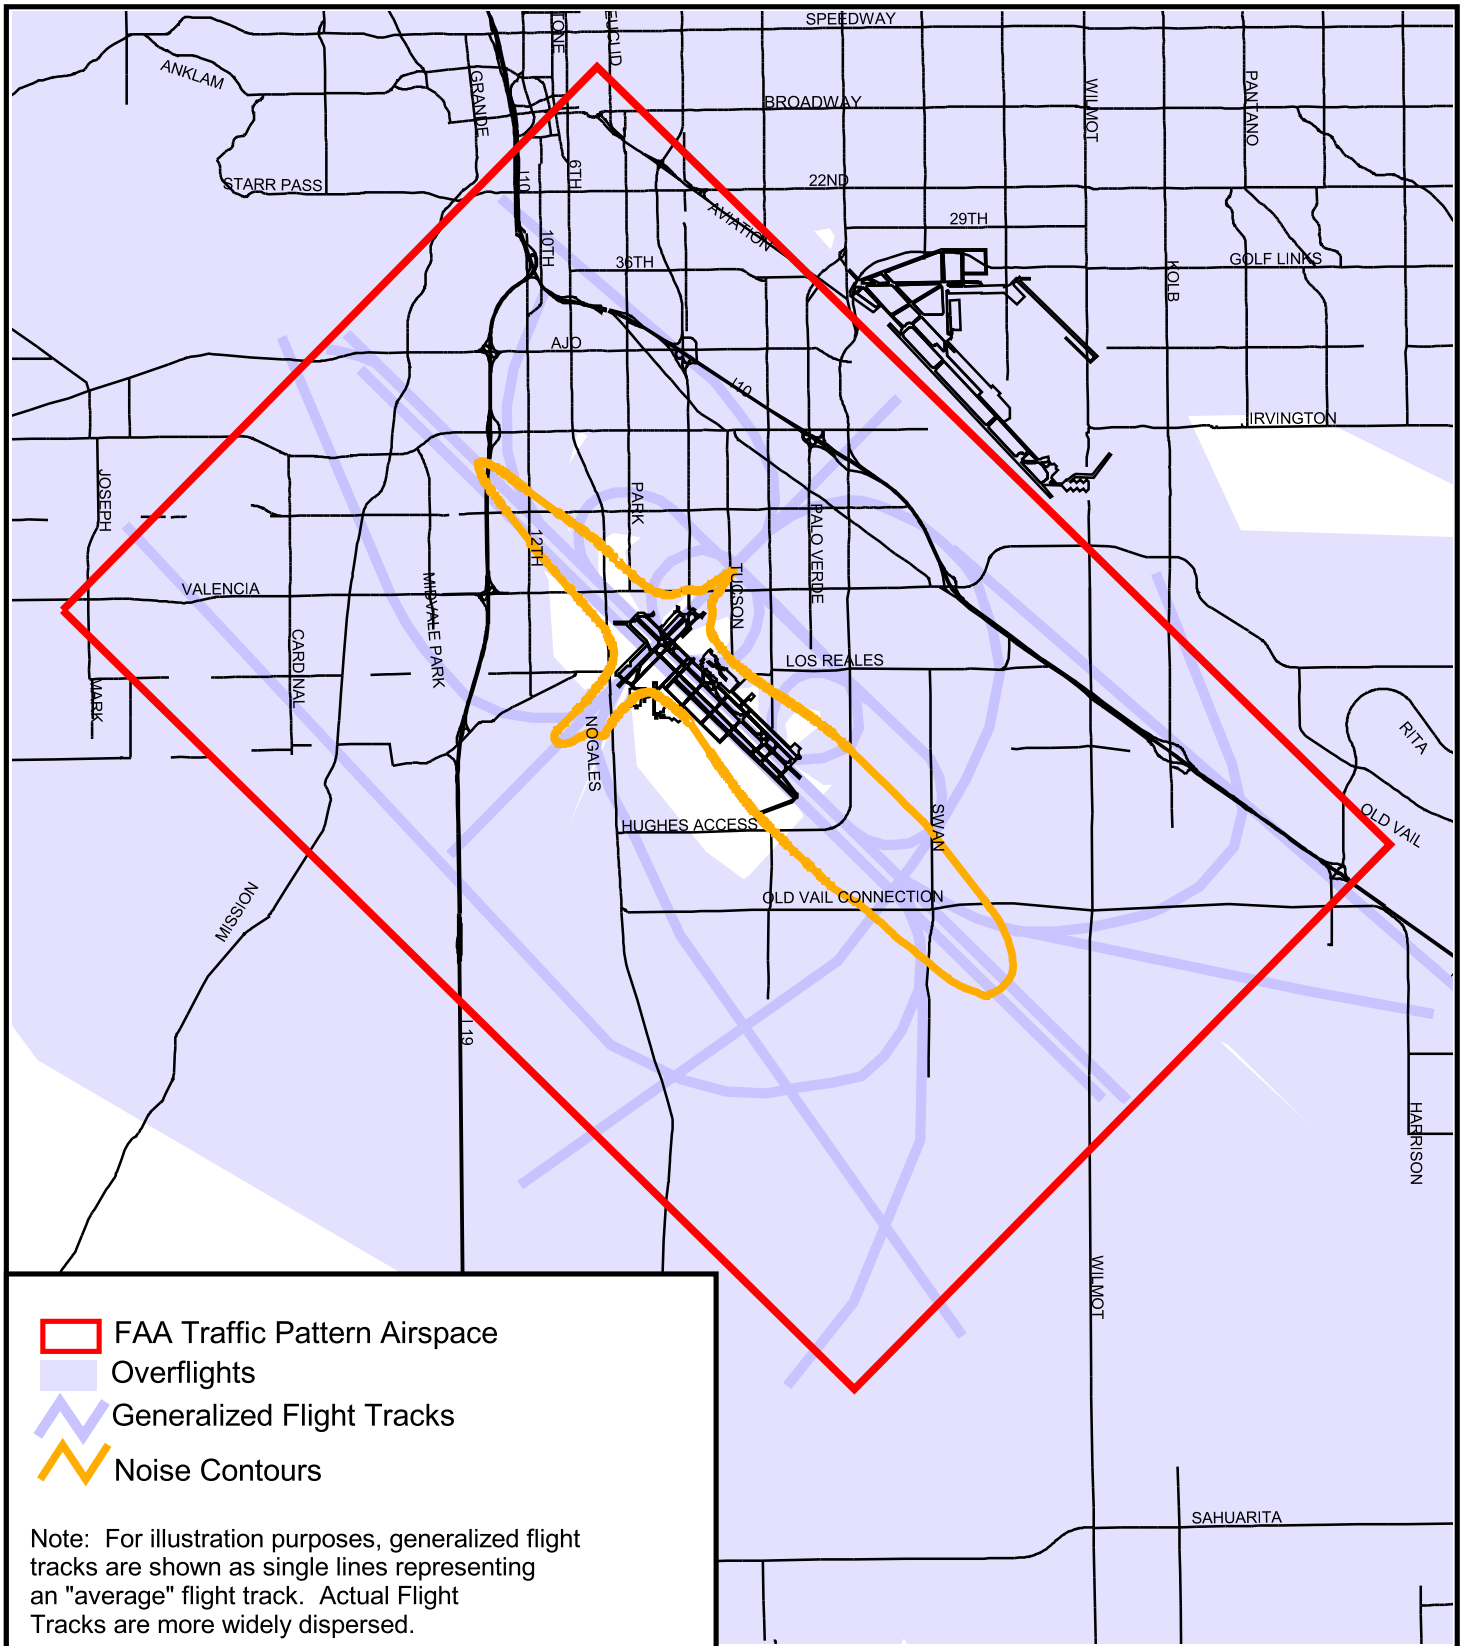 SPEEDWAY
TONE
EUCLID
ANKLAM
GRANDE
BROADWAY
WILMOT
PANTANO
STARR PASS
I10
6TH
22ND
AVIATION
29TH
10TH
36TH
GOLF LINKS
KOLB
AJO
I10
IRVINGTON
JOSEPH
PARK
12TH
PALO VERDE
TUCSON
VALENCIA
MIDVALE PARK
CARDINAL
LOS REALES
MARK
NOGALES
RITA
HUGHES ACCESS
SWAN
OLD VAIL
OLD VAIL CONNECTION
MISSION
I 19
HARRISON
WILMOT
SAHUARITA
FAA Traffic Pattern Airspace
Overflights
Generalized Flight Tracks
Noise Contours
Note:  For illustration purposes, generalized flight
tracks are shown as single lines representing
an "average" flight track.  Actual Flight
Tracks are more widely dispersed.